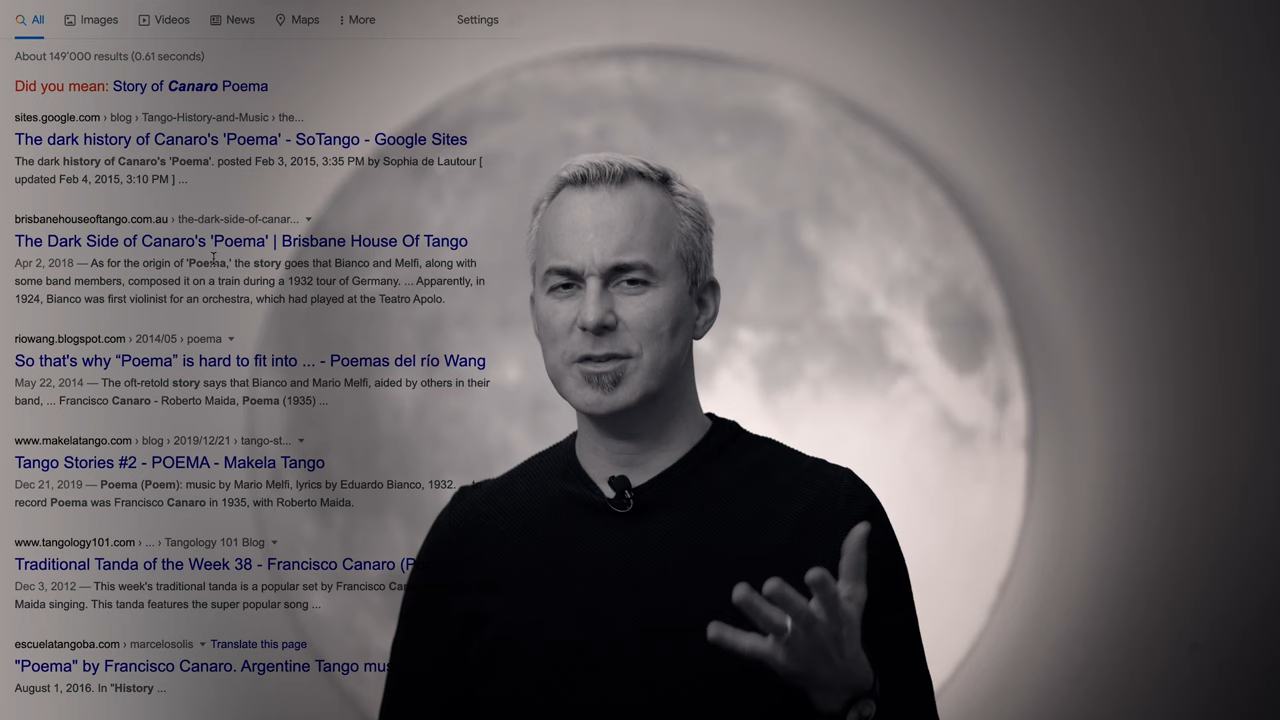 All Images Videos News Maps More Settings
About 149'000 results (0.61 seconds)
Did you mean: Story of Canaro Poema
sites.google.com › blog › Tango-History-and-Music › the...
The dark history of Canaro's 'Poema' - SoTango - Google Sites
The dark history of Canaro's 'Poema'. posted Feb 3, 2015, 3:35 PM by Sophia de Lautour [
updated Feb 4, 2015, 3:10 PM ] ...
brisbanehouseoftango.com.au › the-dark-side-of-canar...
The Dark Side of Canaro's 'Poema' | Brisbane House Of Tango
Apr 2, 2018 — As for the origin of 'Poema,' the story goes that Bianco and Melfi, along with
some band members, composed it on a train during a 1932 tour of Germany. ... Apparently, in
1924, Bianco was first violinist for an orchestra, which had played at the Teatro Apolo.
riowang.blogspot.com › 2014/05 › poema
So that's why “Poema” is hard to fit into ... - Poemas del río Wang
May 22, 2014 — The oft-retold story says that Bianco and Mario Melfi, aided by others in their
band, ... Francisco Canaro - Roberto Maida, Poema (1935) ...
www.makelatango.com › blog › 2019/12/21 › tango-st...
Tango Stories #2 - POEMA - Makela Tango
Dec 21, 2019 — Poema (Poem): music by Mario Melfi, lyrics by Eduardo Bianco, 1932.
record Poema was Francisco Canaro in 1935, with Roberto Maida.
www.tangology101.com › ... › Tangology 101 Blog
Traditional Tanda of the Week 38 - Francisco Canaro
Dec 3, 2012 — This week's traditional tanda is a popular set by Francisco
Maida singing. This tanda features the super popular song ...
escuelatangoba.com › marcelosolis Translate this page
"Poema" by Francisco Canaro. Argentine Tango
August 1, 2016. In "History ...